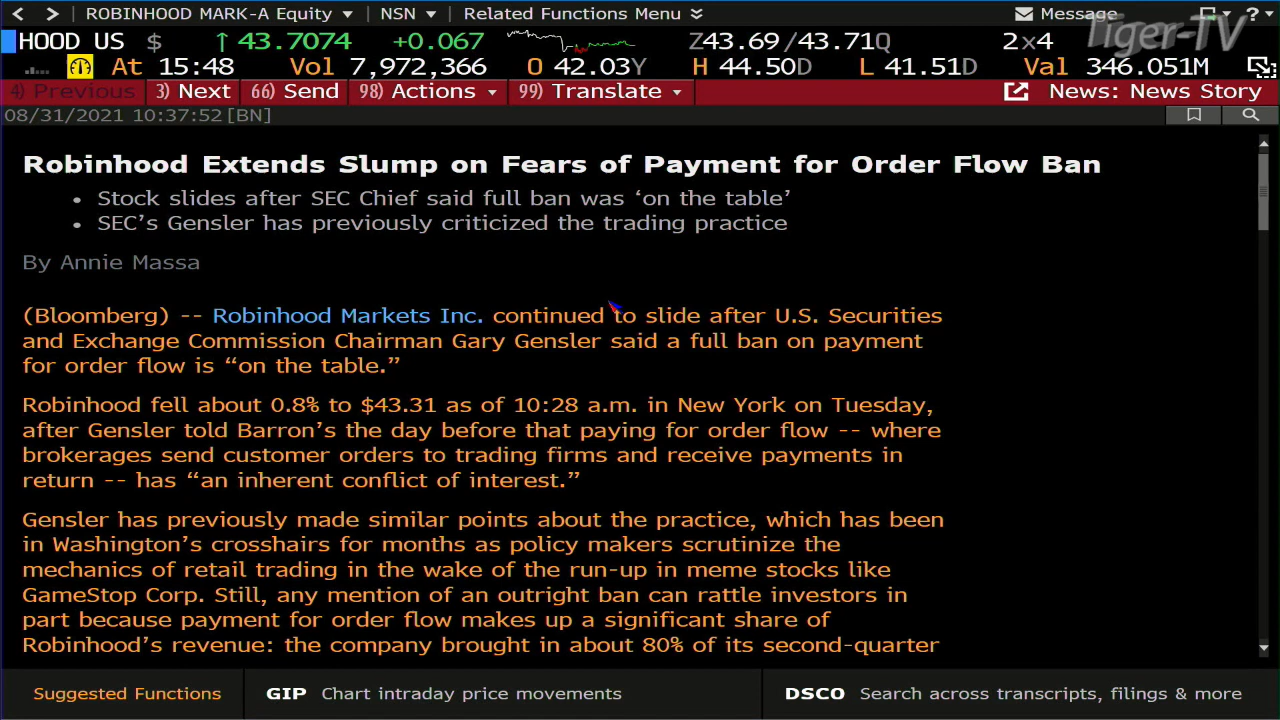 < > ROBINHOOD MARK-A Equity ▾ NSN ▾ Related Functions Menu Message ? ▾
HOOD US $ ↑ 43.7074 +0.067 Z43.69/43.71Q 2x4 Tiger-TV
At 15:48 Vol 7,972,366 O 42.03Y H 44.50D L 41.51D Val 346.051M
4) Previous 3) Next 66) Send 98) Actions ▾ 99) Translate ▾ News: News Story
08/31/2021 10:37:52 [BN]
Robinhood Extends Slump on Fears of Payment for Order Flow Ban
• Stock slides after SEC Chief said full ban was ‘on the table’
• SEC’s Gensler has previously criticized the trading practice
By Annie Massa
(Bloomberg) -- Robinhood Markets Inc. continued to slide after U.S. Securities
and Exchange Commission Chairman Gary Gensler said a full ban on payment
for order flow is “on the table.”
Robinhood fell about 0.8% to $43.31 as of 10:28 a.m. in New York on Tuesday,
after Gensler told Barron’s the day before that paying for order flow -- where
brokerages send customer orders to trading firms and receive payments in
return -- has “an inherent conflict of interest.”
Gensler has previously made similar points about the practice, which has been
in Washington’s crosshairs for months as policy makers scrutinize the
mechanics of retail trading in the wake of the run-up in meme stocks like
GameStop Corp. Still, any mention of an outright ban can rattle investors in
part because payment for order flow makes up a significant share of
Robinhood’s revenue: the company brought in about 80% of its second-quarter
Suggested Functions GIP Chart intraday price movements DSCO Search across transcripts, filings & more